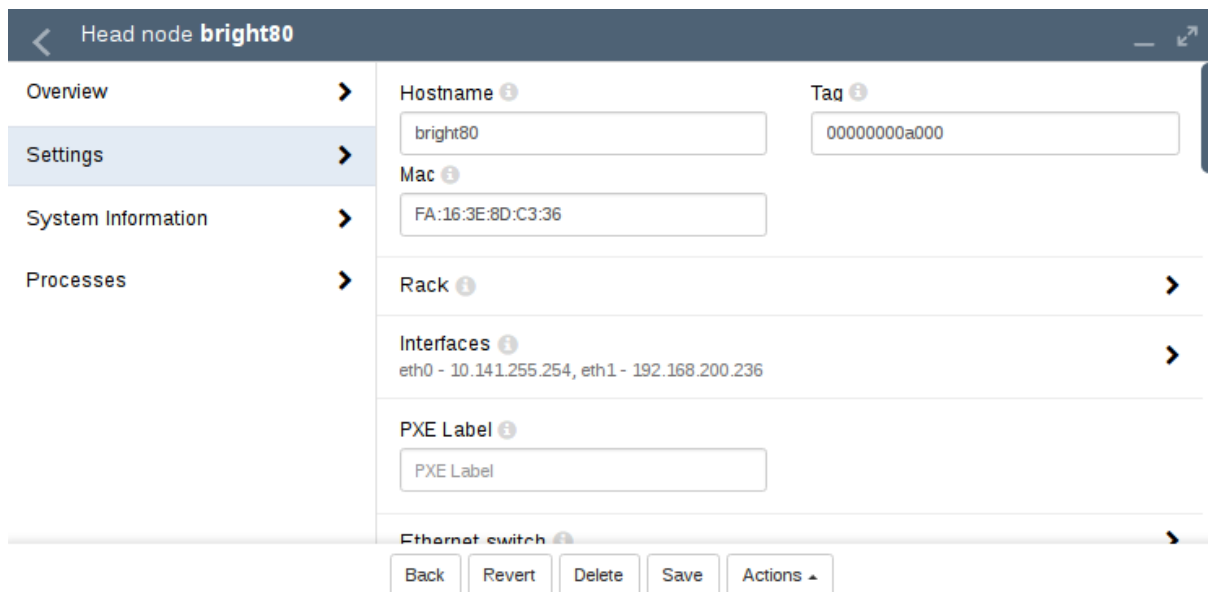 Head node bright80
Overview
Settings
System Information
Processes
Hostname
Tag
bright80
00000000a000
Mac
FA:16:3E:8D:C3:36
Rack
Interfaces
eth0 - 10.141.255.254, eth1 - 192.168.200.236
PXE Label
PXE Label
Ethernet switch
Back Revert Delete Save Actions